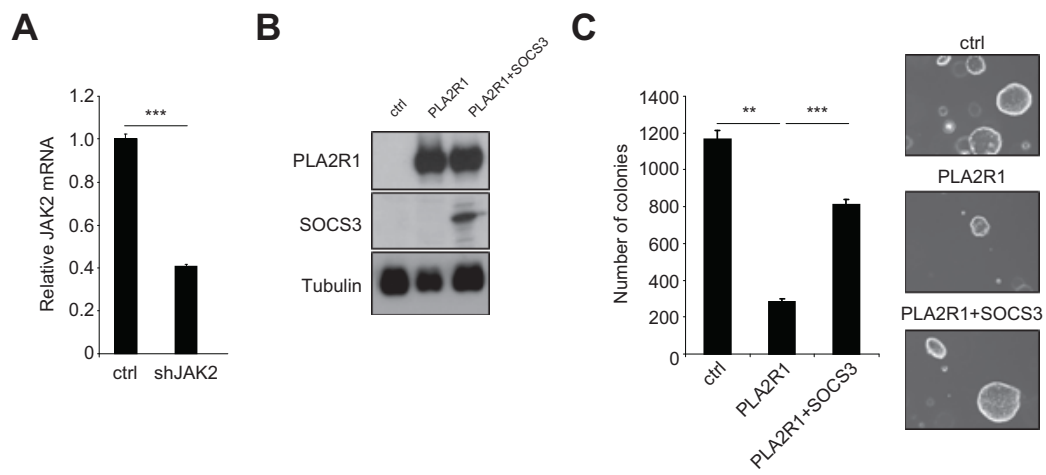 A
1.2
1.0
0.8
0.6
0.4
0.2
0
Relative JAK2 mRNA
***
ctrl shJAK2
B
ctrl
PLA2R1
PLA2R1+SOCS3
PLA2R1
SOCS3
Tubulin
C
1400
1200
1000
800
600
400
200
0
Number of colonies
** ***
ctrl
PLA2R1
PLA2R1+SOCS3
ctrl
PLA2R1
PLA2R1+SOCS3